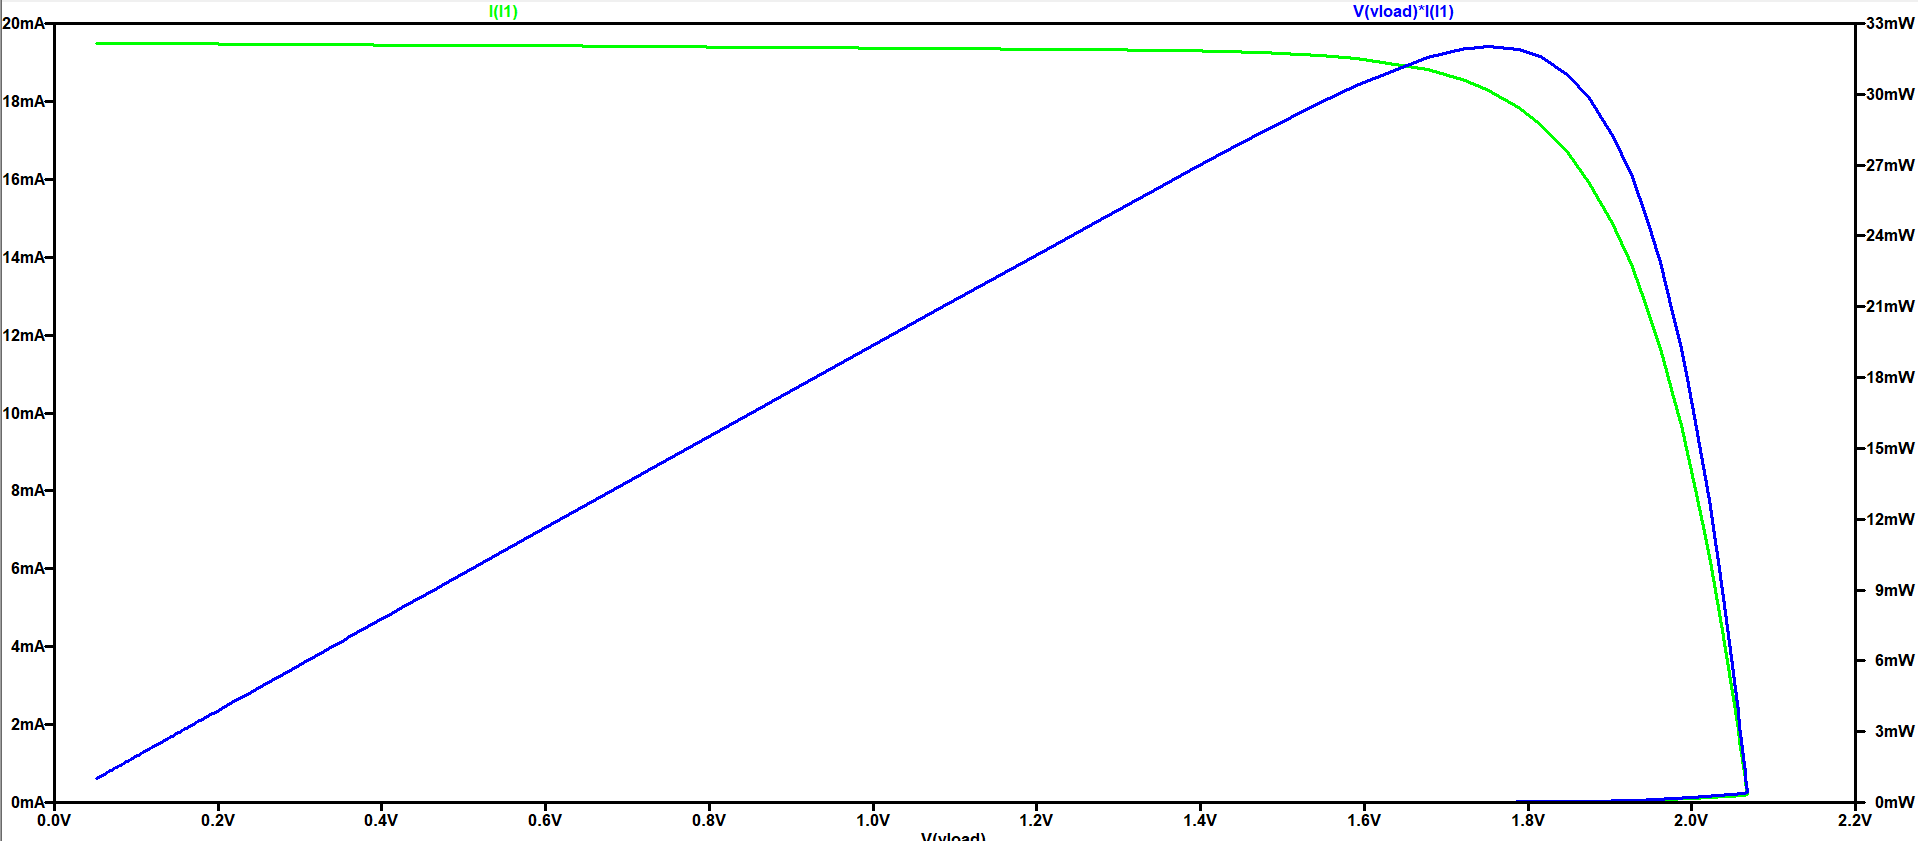 I(I1) V(vload)*I(I1)
20mA 33mW
18mA 30mW
16mA 27mW
14mA 24mW
12mA 21mW
10mA 18mW
8mA 15mW
6mA 12mW
4mA 9mW
2mA 6mW
0mA 3mW
0mW
0.0V 0.2V 0.4V 0.6V 0.8V 1.0V 1.2V 1.4V 1.6V 1.8V 2.0V 2.2V
V(vload)